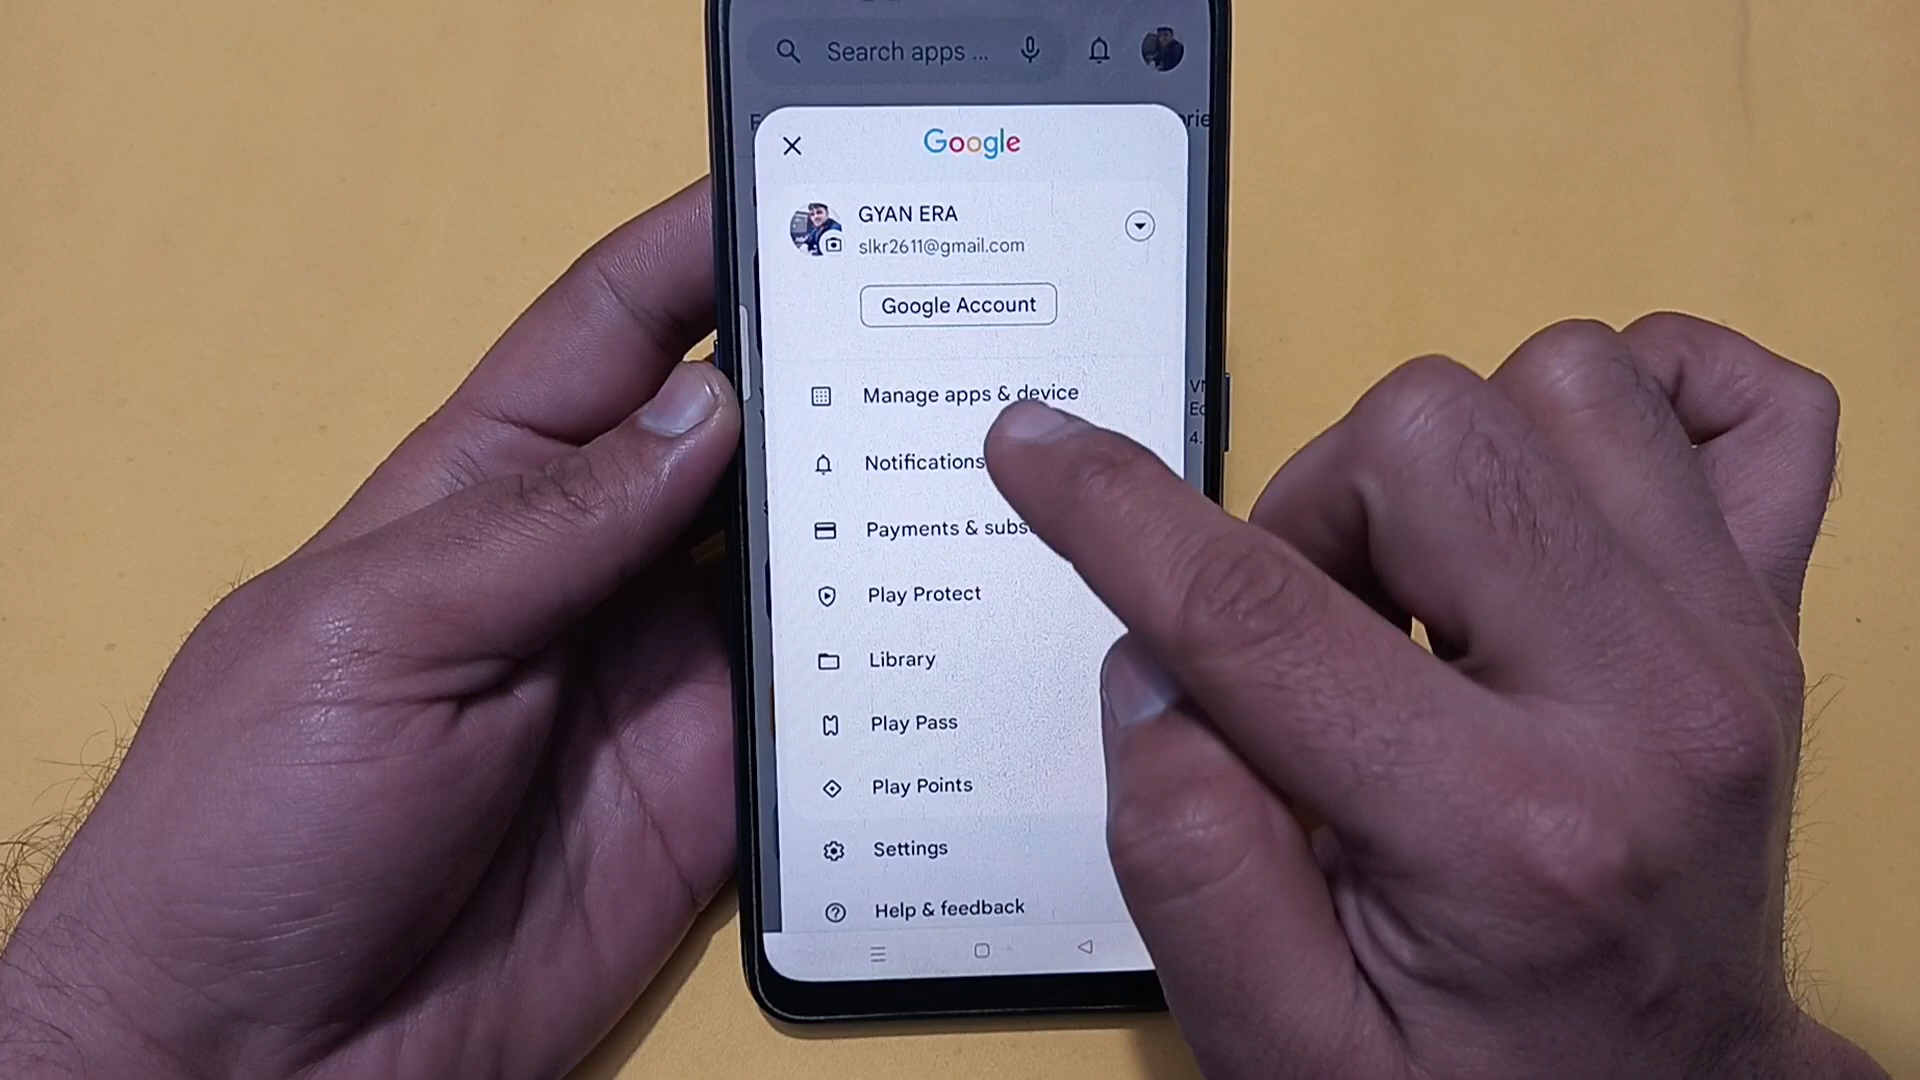 Search apps ...
Google
GYAN ERA
slkr2611@gmail.com
Google Account
Manage apps & device
Notifications
Payments & subs
Play Protect
Library
Play Pass
Play Points
Settings
Help & feedback